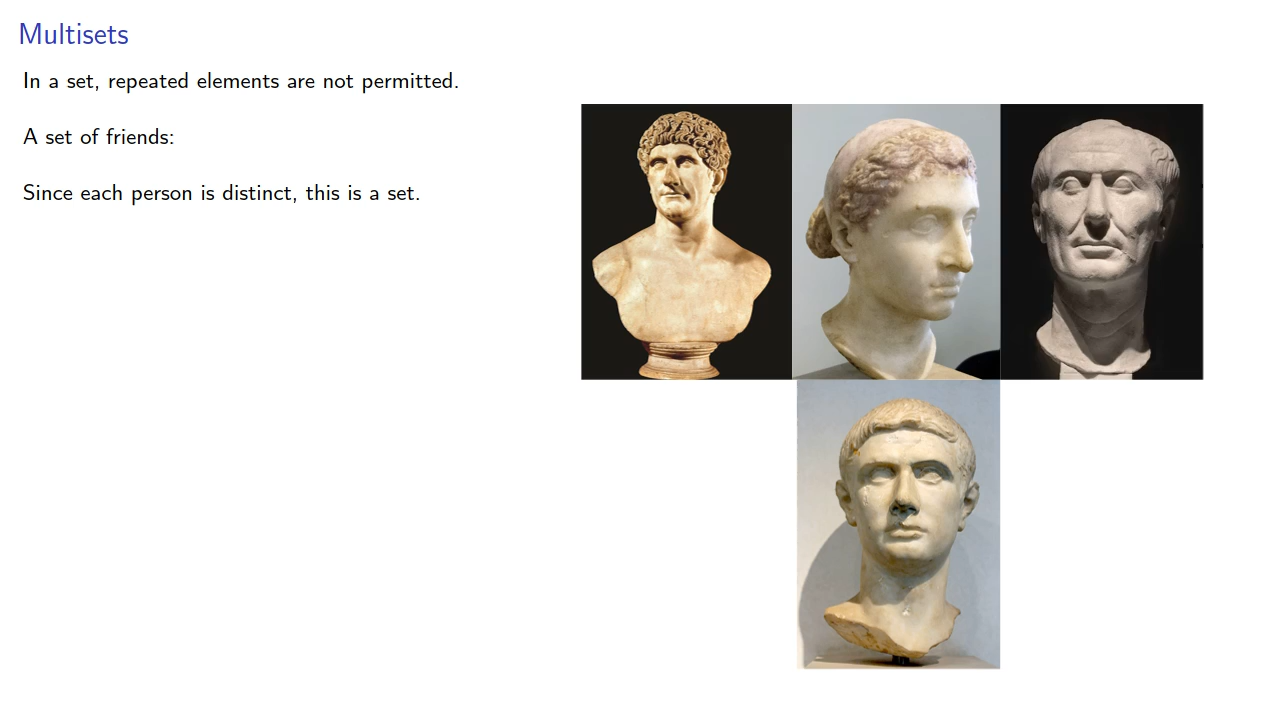 Multisets
In a set, repeated elements are not permitted.
A set of friends:
Since each person is distinct, this is a set.